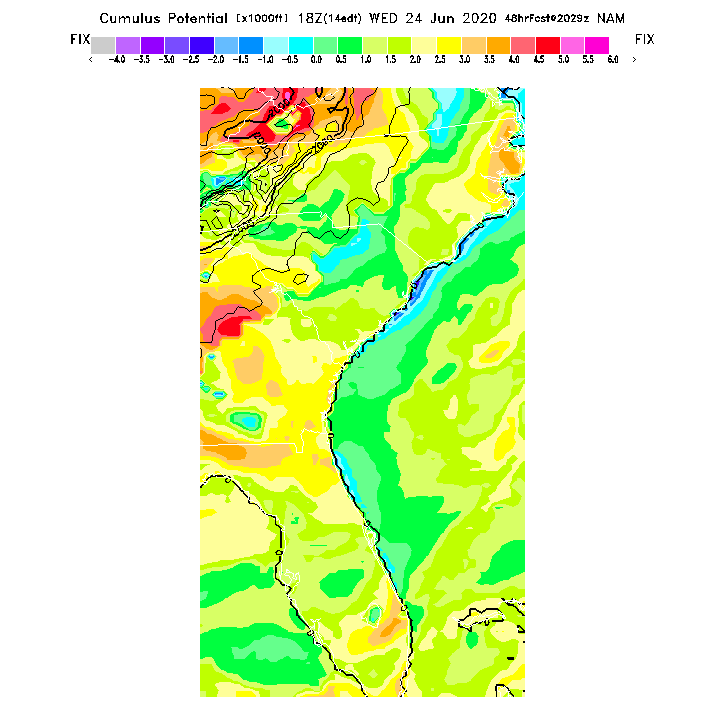 Cumulus Potential [x1000ft] 18Z(14edt) WED 24 Jun 2020 48hrFcst@2029z NAM
FIX FIX
< -4.0 -3.5 -3.0 -2.5 -2.0 -1.5 -1.0 -0.5 0.0 0.5 1.0 1.5 2.0 2.5 3.0 3.5 4.0 4.5 5.0 5.5 6.0 >
2000
2000